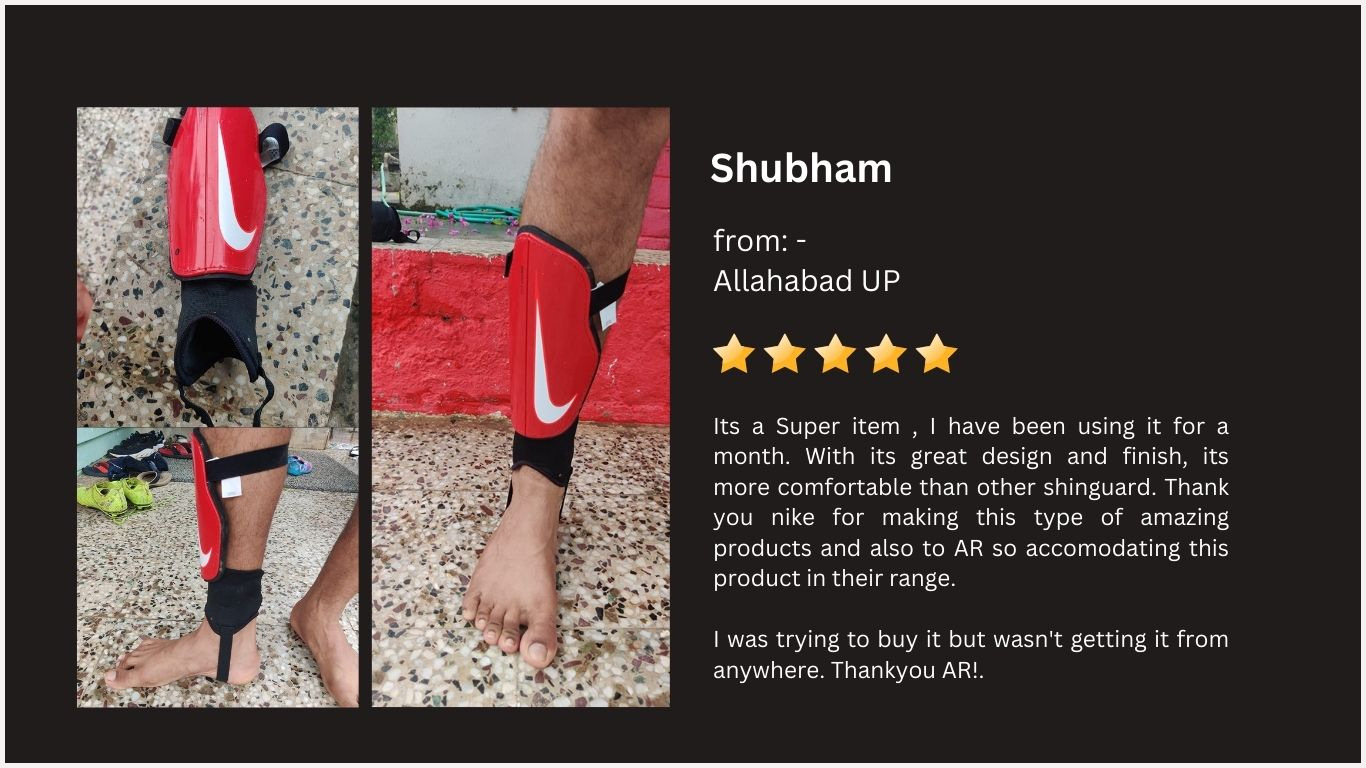 Shubham
from: -
Allahabad UP
Its a Super item , I have been using it for a
month. With its great design and finish, its
more comfortable than other shinguard. Thank
you nike for making this type of amazing
products and also to AR so accomodating this
product in their range.
I was trying to buy it but wasn't getting it from
anywhere. Thankyou AR!.